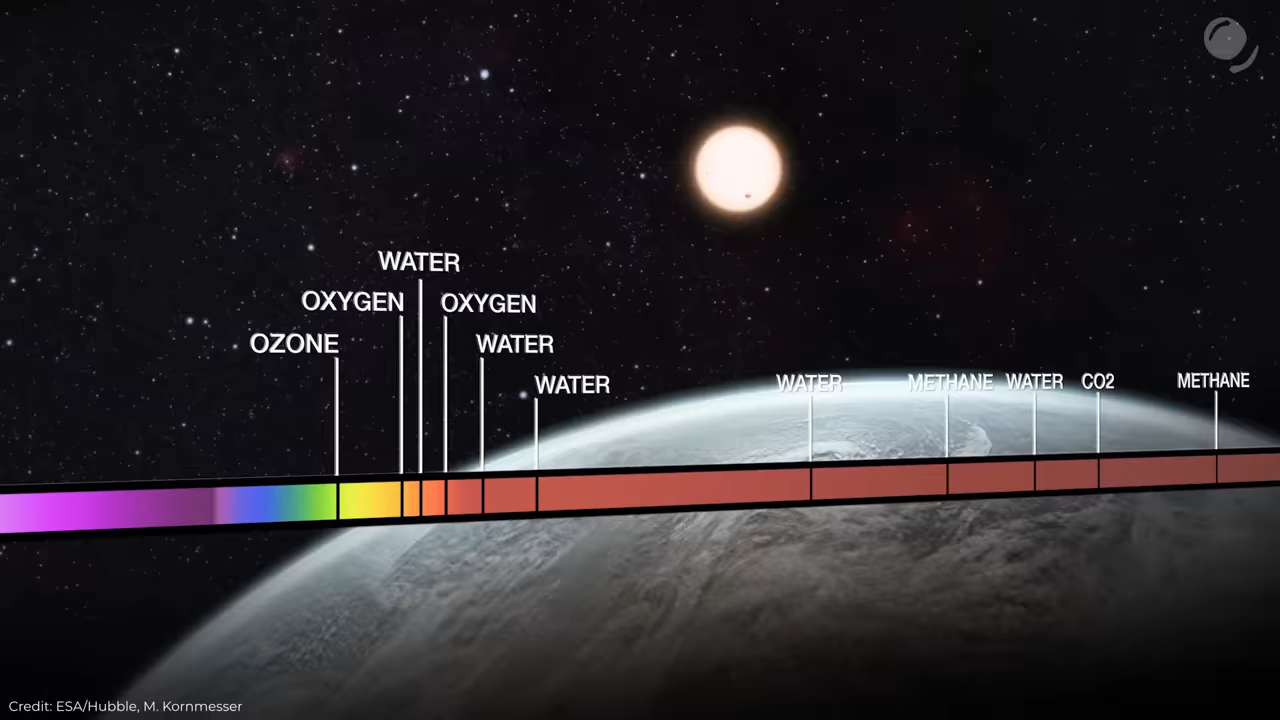 WATER
OXYGEN OXYGEN
OZONE WATER
WATER WATER METHANE WATER CO2 METHANE
Credit: ESA/Hubble, M. Kornmesser